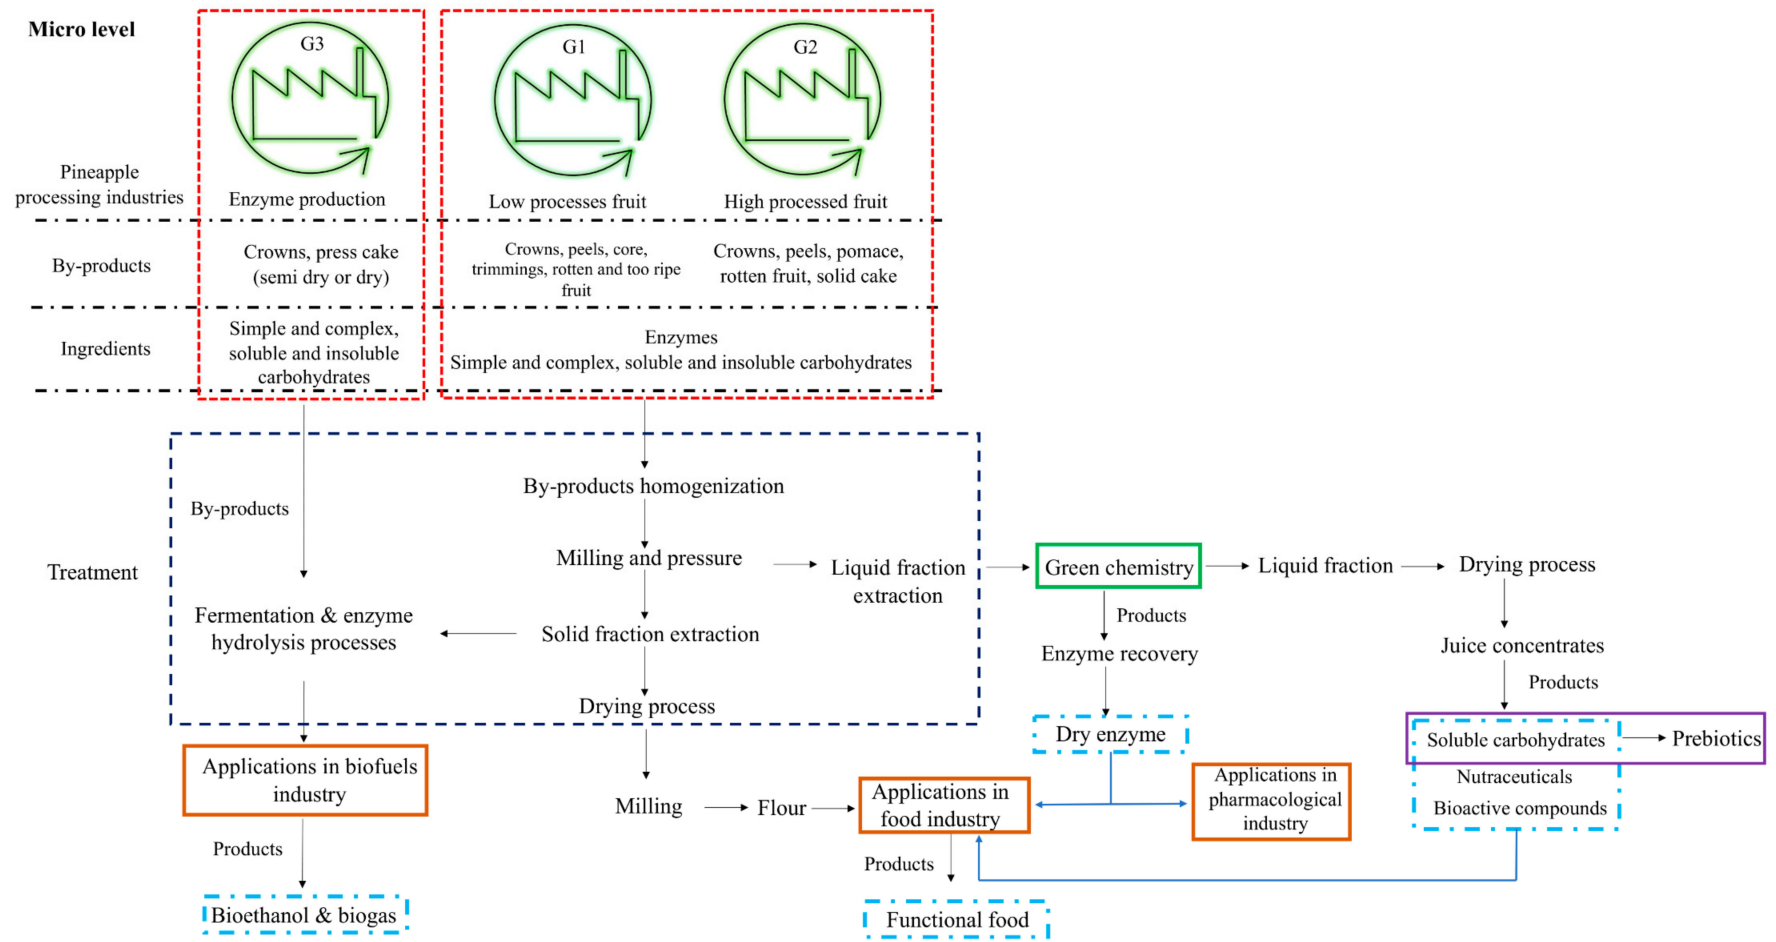 Micro level
G3
G1
G2
Pineapple
processing industries
Enzyme production
Low processes fruit
High processed fruit
By-products
Crowns, press cake
(semi dry or dry)
Crowns, peels, core,
trimmings, rotten and too ripe
fruit
Crowns, peels, pomace,
rotten fruit, solid cake
Ingredients
Simple and complex,
soluble and insoluble
carbohydrates
Enzymes
Simple and complex, soluble and insoluble carbohydrates
Treatment
By-products
By-products homogenization
Milling and pressure
Liquid fraction
extraction
Green chemistry
Liquid fraction
Drying process
Fermentation & enzyme
hydrolysis processes
Solid fraction extraction
Products
Enzyme recovery
Juice concentrates
Products
Drying process
Dry enzyme
Soluble carbohydrates
Prebiotics
Nutraceuticals
Bioactive compounds
Applications in biofuels
industry
Milling
Flour
Applications in
food industry
Applications in
pharmacological
industry
Products
Products
Bioethanol & biogas
Functional food